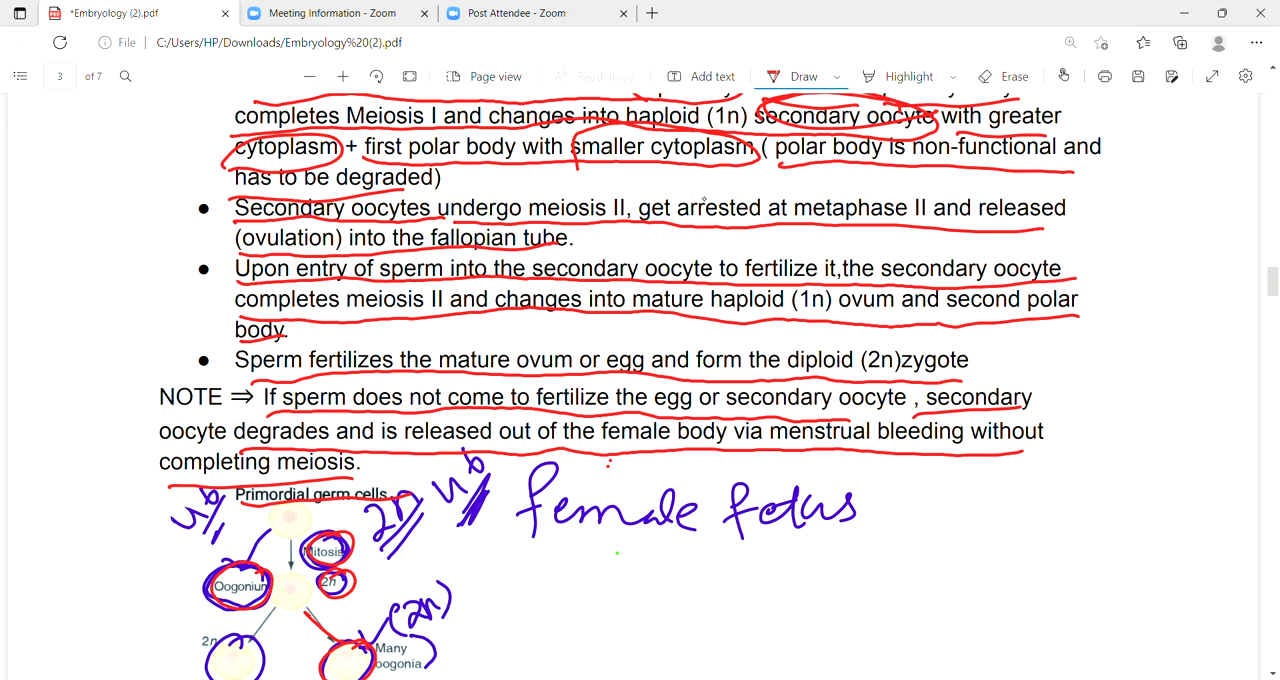 *Embryology (2).pdf
Meeting Information - Zoom
Post Attendee - Zoom
File
C:/Users/HP/Downloads/Embryology%20(2).pdf
3 of 7
Page view
Read aloud
Add text
Draw
Highlight
Erase
completes Meiosis I and changes into haploid (1n) secondary oocyte with greater
cytoplasm + first polar body with smaller cytoplasm ( polar body is non-functional and
has to be degraded)
● Secondary oocytes undergo meiosis II, get arrested at metaphase II and released
(ovulation) into the fallopian tube.
● Upon entry of sperm into the secondary oocyte to fertilize it,the secondary oocyte
completes meiosis II and changes into mature haploid (1n) ovum and second polar
body.
● Sperm fertilizes the mature ovum or egg and form the diploid (2n)zygote
NOTE ⇒ If sperm does not come to fertilize the egg or secondary oocyte , secondary
oocyte degrades and is released out of the female body via menstrual bleeding without
completing meiosis.
Primordial germ cells
2n
female fetus
Mitosis
Oogonium
2n
(2n)
2n
Many
oogonia